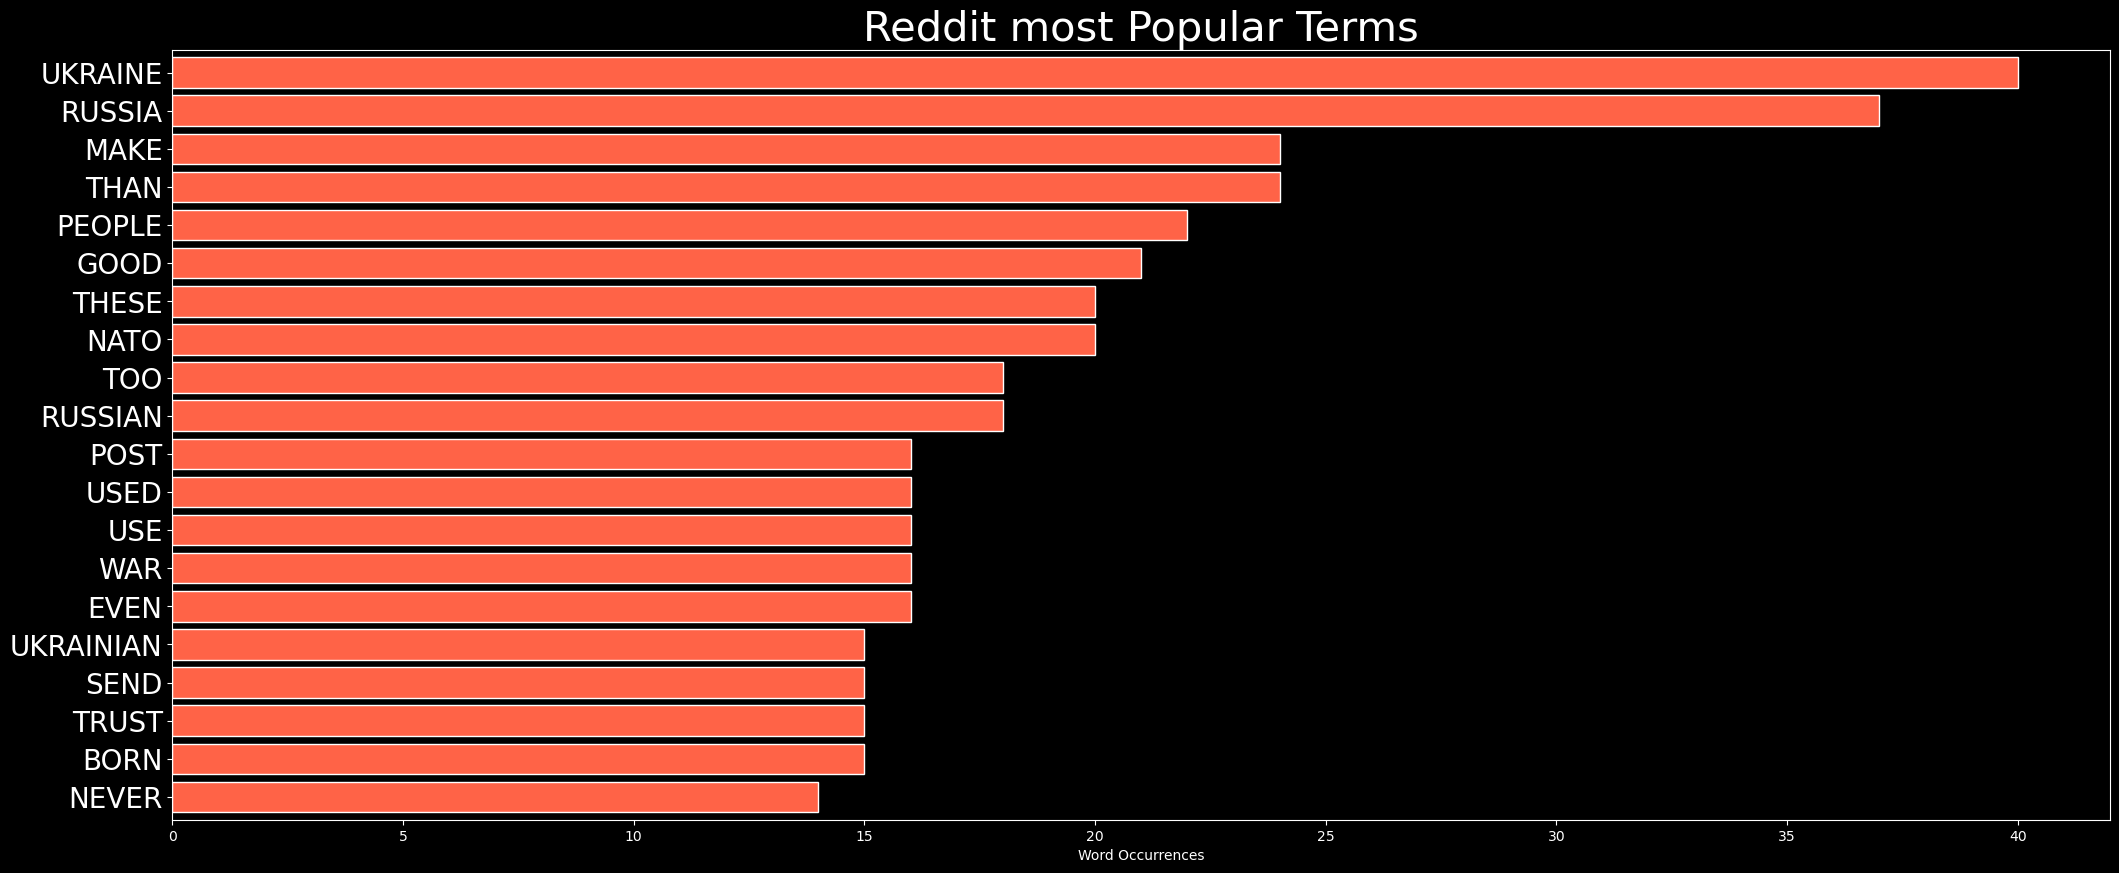 Reddit most Popular Terms
UKRAINE
RUSSIA
MAKE
THAN
PEOPLE
GOOD
THESE
NATO
TOO
RUSSIAN
POST
USED
USE
WAR
EVEN
UKRAINIAN
SEND
TRUST
BORN
NEVER
0 5 10 15 20 25 30 35 40
Word Occurrences